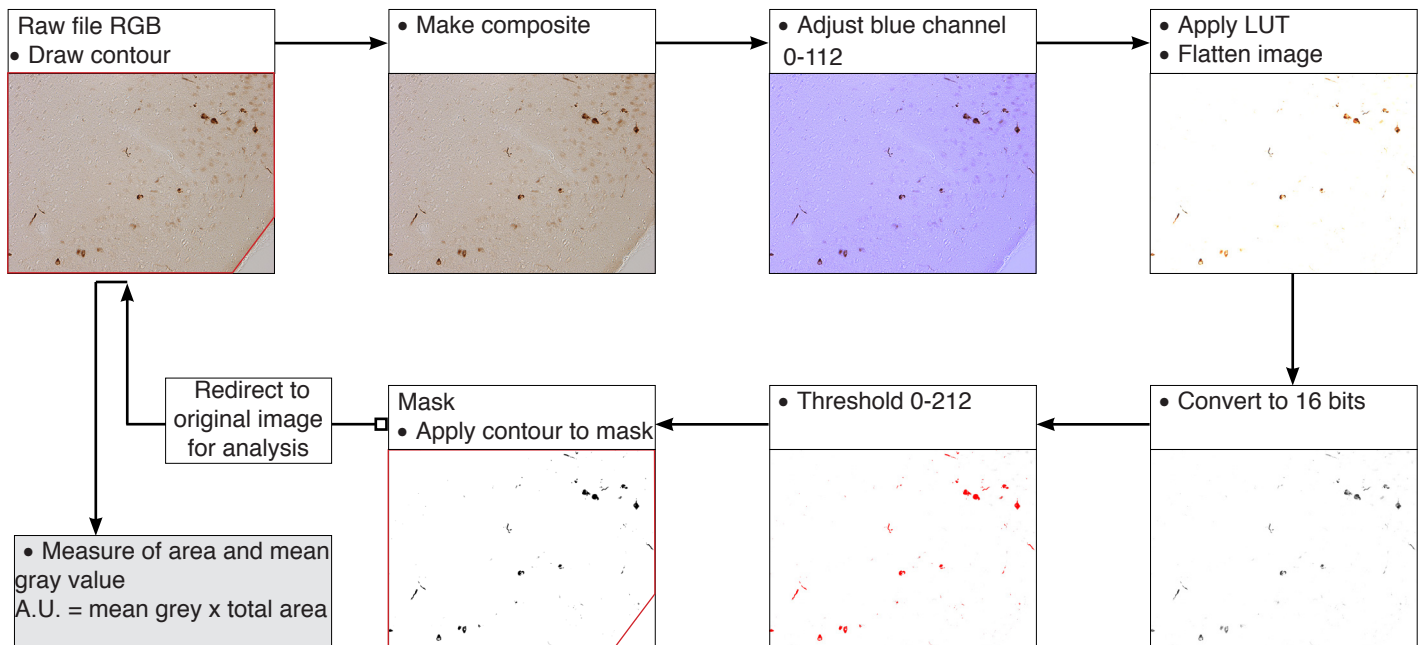 Raw file RGB
• Draw contour
• Make composite
• Adjust blue channel
0-112
• Apply LUT
• Flatten image
• Convert to 16 bits
• Threshold 0-212
Mask
• Apply contour to mask
Redirect to
original image
for analysis
• Measure of area and mean
gray value
A.U. = mean grey x total area